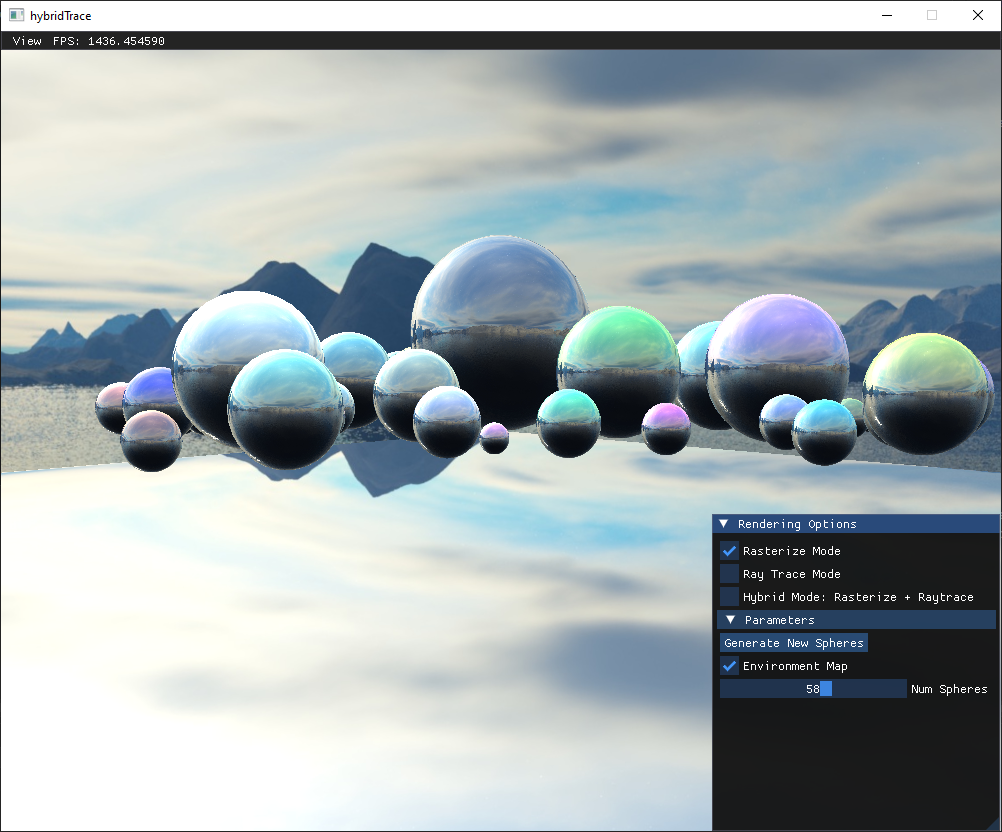 hybridTrace
View FPS: 1436.454590
Rendering Options
Rasterize Mode
Ray Trace Mode
Hybrid Mode: Rasterize + Raytrace
Parameters
Generate New Spheres
Environment Map
58 Num Spheres